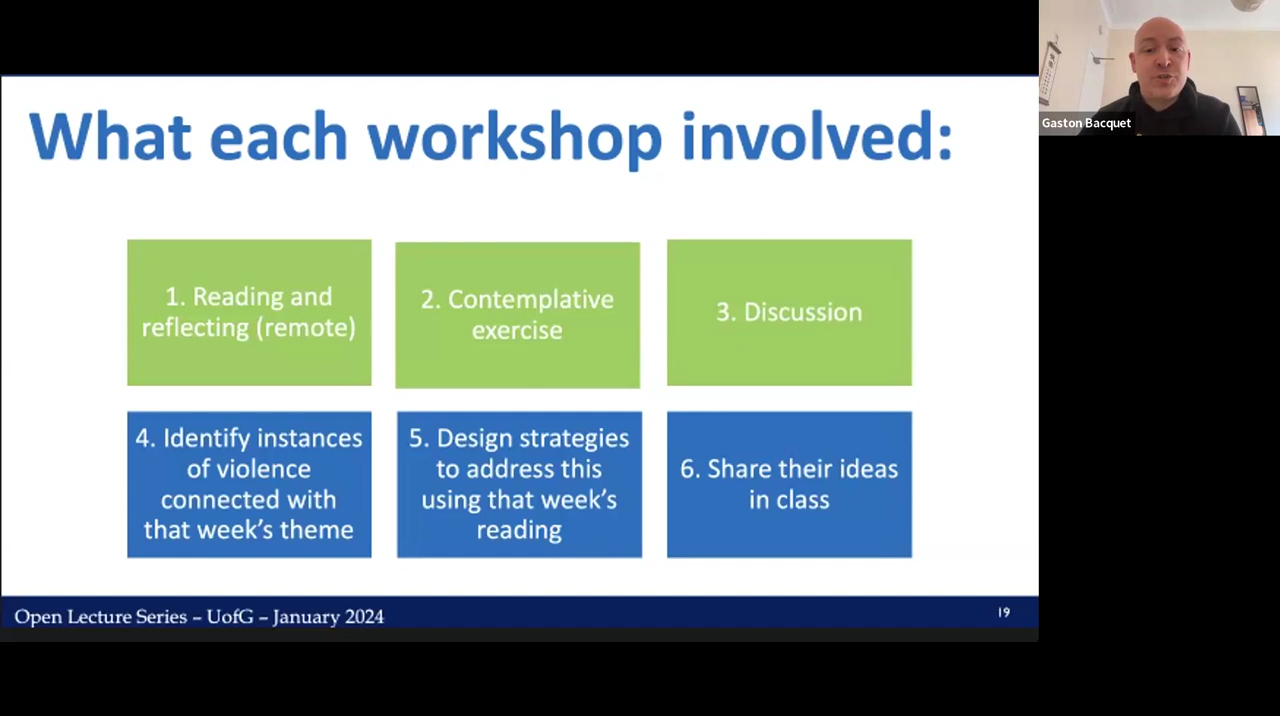 What each workshop involved:
Gaston Bacquet
1. Reading and
reflecting (remote)
2. Contemplative
exercise
3. Discussion
4. Identify instances
of violence
connected with
that week's theme
5. Design strategies
to address this
using that week's
reading
6. Share their ideas
in class
Open Lecture Series – UofG – January 2024
19